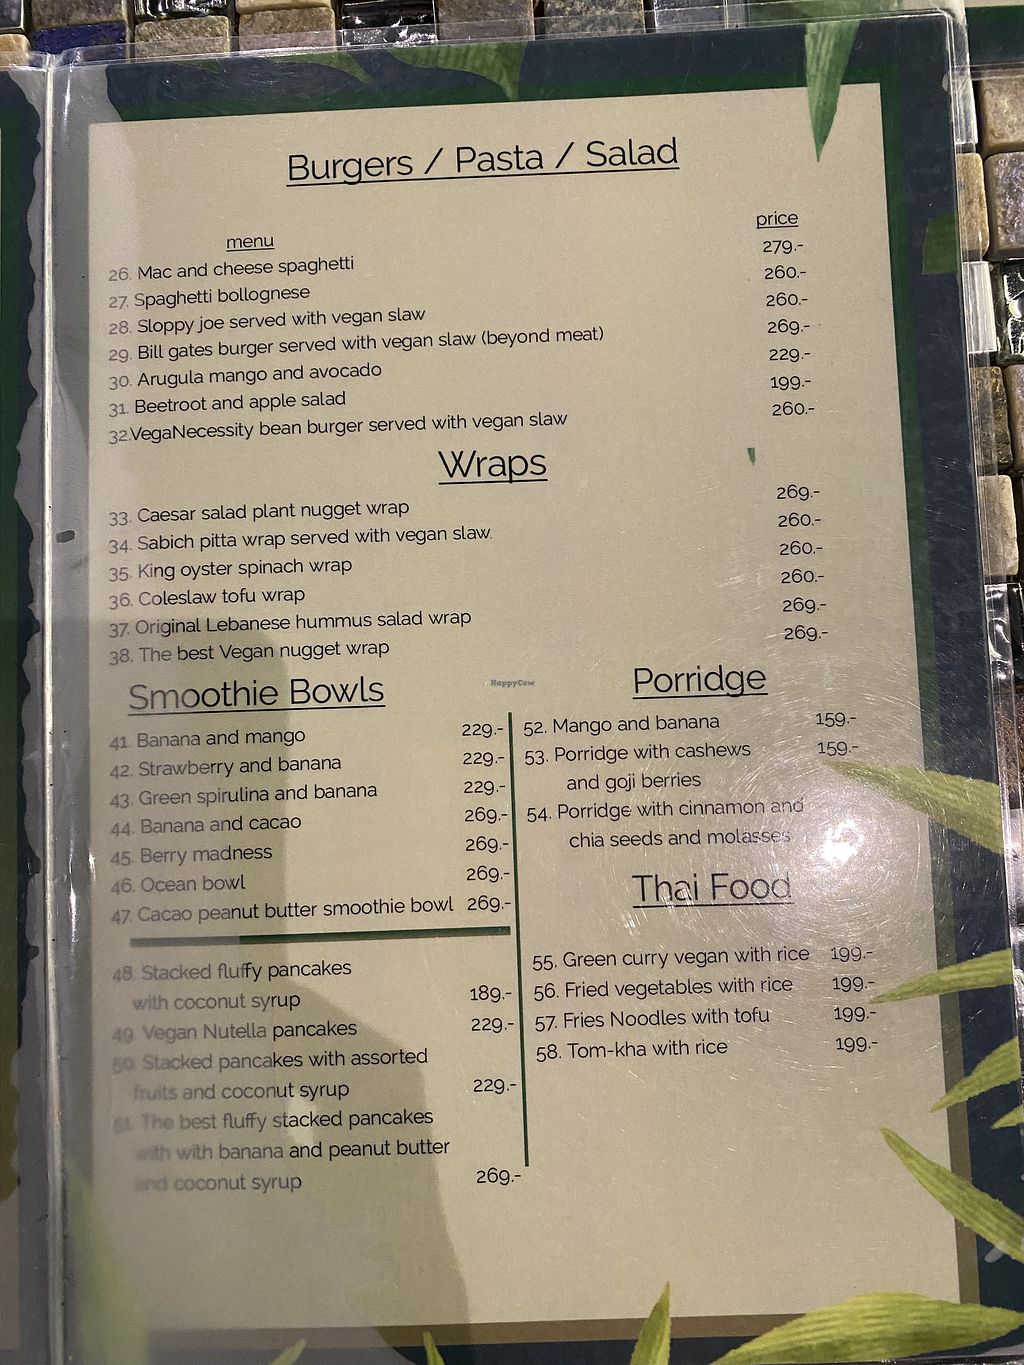 Burgers / Pasta / Salad
menu price
26. Mac and cheese spaghetti 279.-
27. Spaghetti bollognese 260.-
28. Sloppy joe served with vegan slaw 260.-
29. Bill gates burger served with vegan slaw (beyond meat) 269.-
30. Arugula mango and avocado 229.-
31. Beetroot and apple salad 199.-
32.VegaNecessity bean burger served with vegan slaw 260.-
Wraps
33. Caesar salad plant nugget wrap 269.-
34. Sabich pitta wrap served with vegan slaw. 260.-
35. King oyster spinach wrap 260.-
36. Coleslaw tofu wrap 260.-
37. Original Lebanese hummus salad wrap 269.-
38. The best Vegan nugget wrap 269.-
Smoothie Bowls
41. Banana and mango 229.-
42. Strawberry and banana 229.-
43. Green spirulina and banana 229.-
44. Banana and cacao 269.-
45. Berry madness 269.-
46. Ocean bowl 269.-
47. Cacao peanut butter smoothie bowl 269.-
48. Stacked fluffy pancakes
with coconut syrup 189.-
49. Vegan Nutella pancakes 229.-
50. Stacked pancakes with assorted
fruits and coconut syrup 229.-
51. The best fluffy stacked pancakes
with with banana and peanut butter
and coconut syrup 269.-
HappyCow
Porridge
52. Mango and banana 159.-
53. Porridge with cashews 159.-
and goji berries
54. Porridge with cinnamon and
chia seeds and molasses
Thai Food
55. Green curry vegan with rice 199.-
56. Fried vegetables with rice 199.-
57. Fries Noodles with tofu 199.-
58. Tom-kha with rice 199.-